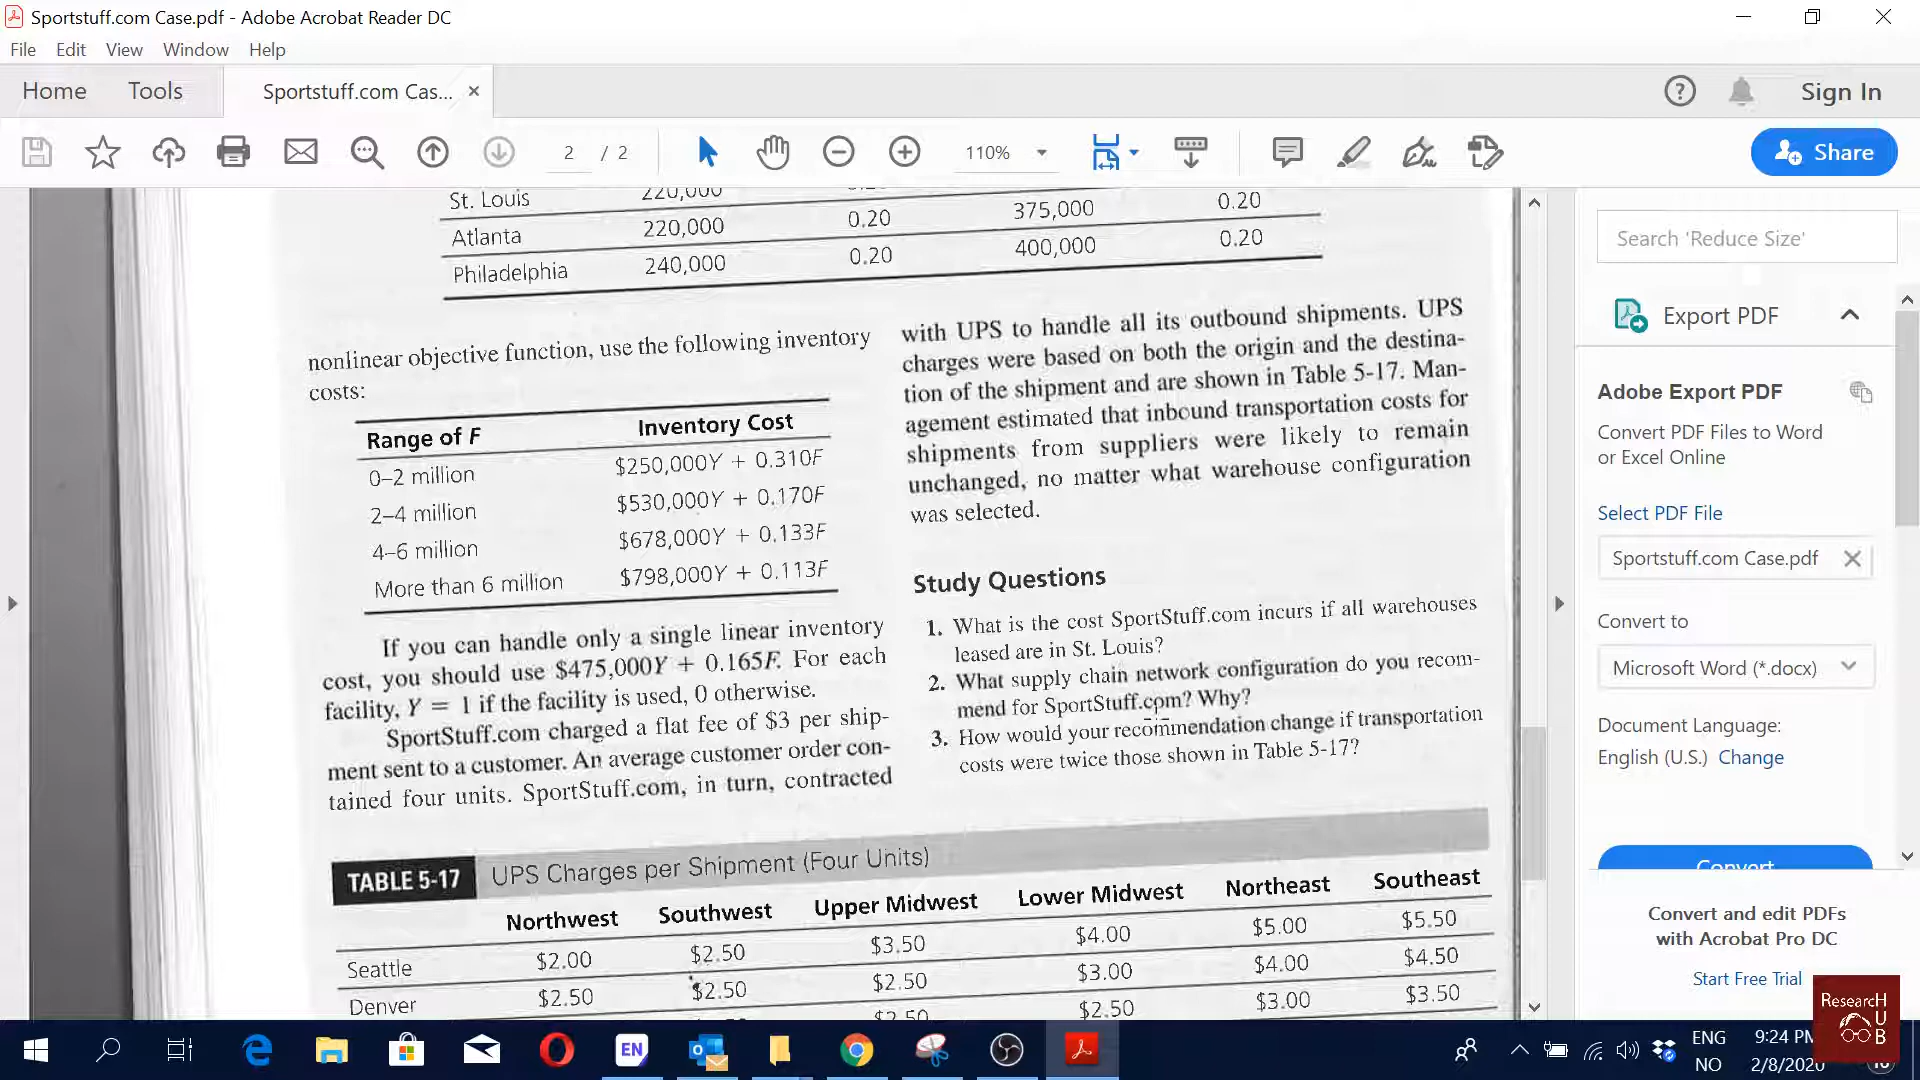 Sportstuff.com Case.pdf - Adobe Acrobat Reader DC
File Edit View Window Help
Home Tools Sportstuff.com Cas... ×
? Sign In
2 / 2 110% Share
St. Louis 220,000
Atlanta 220,000 0.20 375,000 0.20
Philadelphia 240,000 0.20 400,000 0.20
nonlinear objective function, use the following inventory
costs:
Range of F Inventory Cost
0–2 million $250,000Y + 0.310F
2–4 million $530,000Y + 0.170F
4–6 million $678,000Y + 0.133F
More than 6 million $798,000Y + 0.113F
If you can handle only a single linear inventory
cost, you should use $475,000Y + 0.165F. For each
facility, Y = 1 if the facility is used, 0 otherwise.
SportStuff.com charged a flat fee of $3 per ship-
ment sent to a customer. An average customer order con-
tained four units. SportStuff.com, in turn, contracted
with UPS to handle all its outbound shipments. UPS
charges were based on both the origin and the destina-
tion of the shipment and are shown in Table 5-17. Man-
agement estimated that inbound transportation costs for
shipments from suppliers were likely to remain
unchanged, no matter what warehouse configuration
was selected.
Study Questions
1. What is the cost SportStuff.com incurs if all warehouses
leased are in St. Louis?
2. What supply chain network configuration do you recom-
mend for SportStuff.com? Why?
3. How would your recommendation change if transportation
costs were twice those shown in Table 5-17?
TABLE 5-17 UPS Charges per Shipment (Four Units)
Northwest Southwest Upper Midwest Lower Midwest Northeast Southeast
Seattle $2.00 $2.50 $3.50 $4.00 $5.00 $5.50
Denver $2.50 $2.50 $2.50 $3.00 $4.00 $4.50
$2.50 $2.50 $3.00 $3.50
Search 'Reduce Size'
Export PDF
Adobe Export PDF
Convert PDF Files to Word
or Excel Online
Select PDF File
Sportstuff.com Case.pdf
Convert to
Microsoft Word (*.docx)
Document Language:
English (U.S.) Change
Convert
Convert and edit PDFs
with Acrobat Pro DC
Start Free Trial
ResearcH
U
B
EN
ENG
NO
9:24 PM
2/8/2020